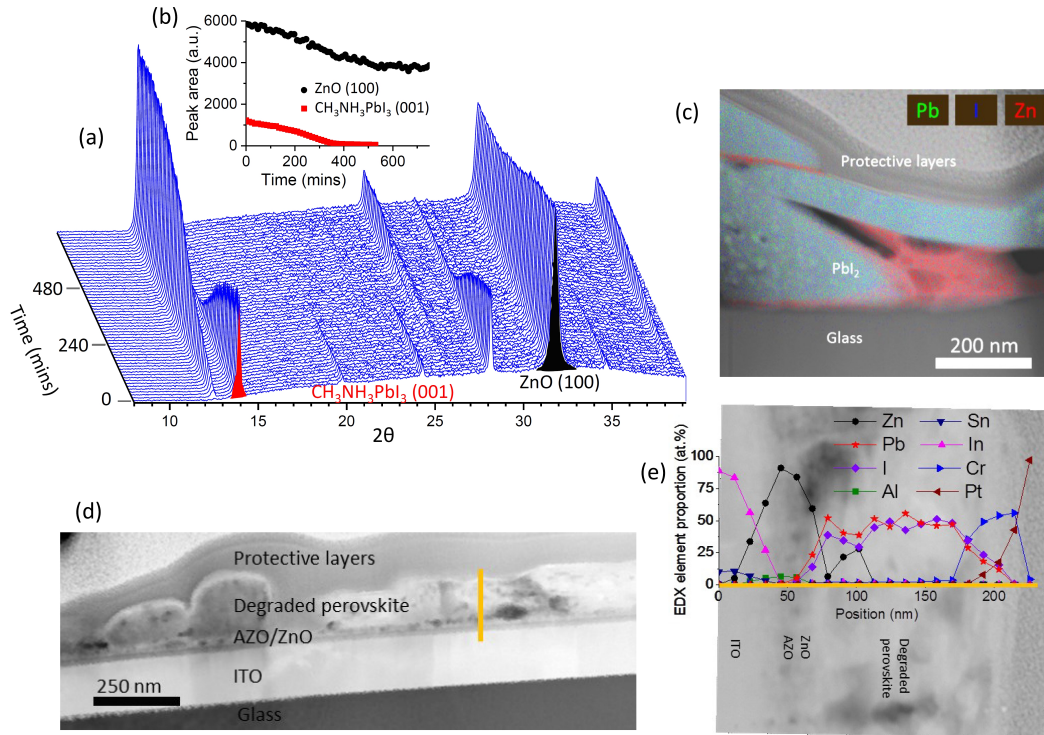 (b)
6000
4000
2000
0
Peak area (a.u.)
ZnO (100)
CH₃NH₃PbI₃ (001)
0 200 400 600
Time (mins)
(a)
480
240
0
Time (mins)
CH₃NH₃PbI₃ (001)
ZnO (100)
10 15 20 25 30 35
2θ
(c)
Pb I Zn
Protective layers
PbI₂
Glass
200 nm
(d)
Protective layers
Degraded perovskite
AZO/ZnO
ITO
250 nm
Glass
(e)
Zn Sn
Pb In
I Cr
Al Pt
100
75
50
25
0
EDX element proportion (at.%)
0 50 100 150 200
Position (nm)
ITO
AZO
ZnO
Degraded
perovskite